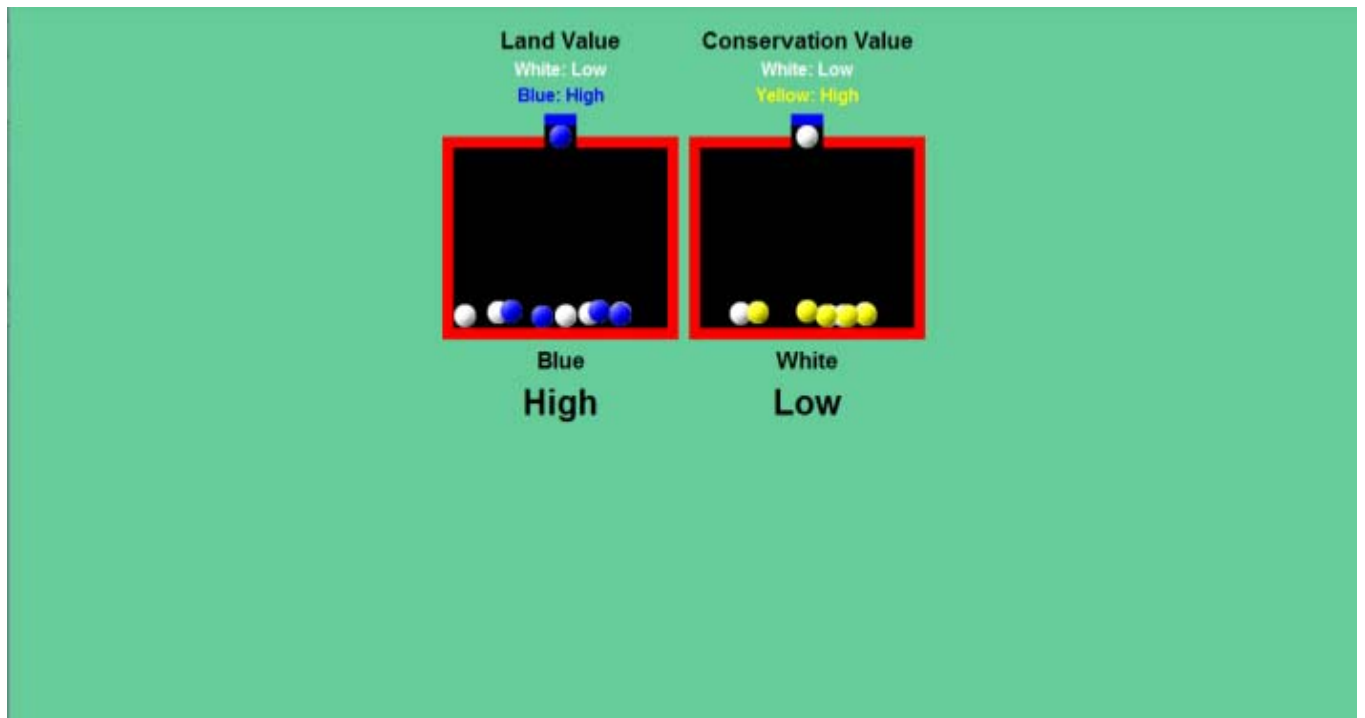 Land Value
White: Low
Blue: High
Blue
High
Conservation Value
White: Low
Yellow: High
White
Low